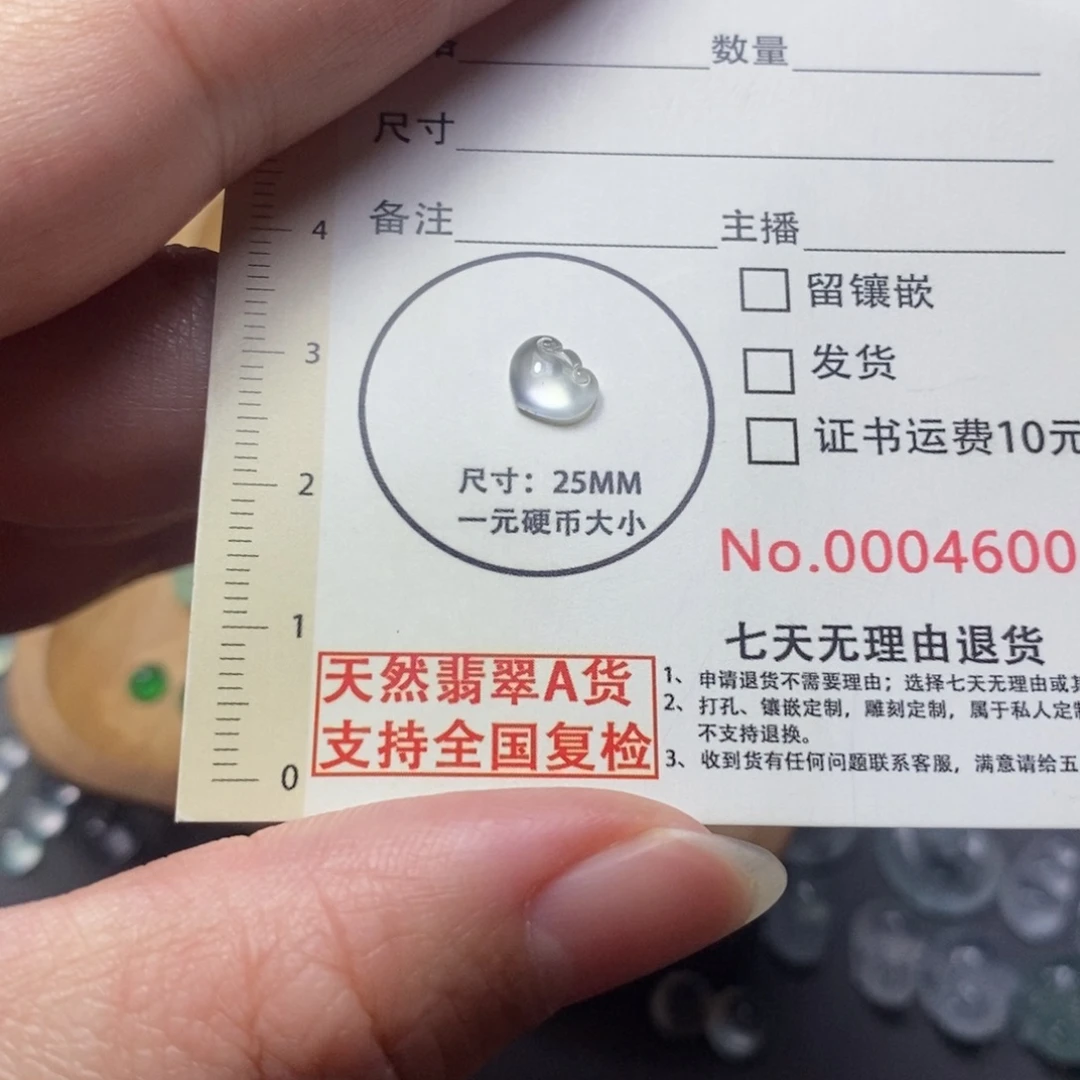 数量
尺寸
备注 主播
留镶嵌
发货
证书运费10元
4
3
2
1
0
尺寸：25MM
一元硬币大小
No.0004600
天然翡翠A货
支持全国复检
七天无理由退货
1、申请退货不需要理由；选择七天无理由或
2、打孔、镶嵌定制，雕刻定制，属于私人定制
不支持退换。
3、收到货有任何问题联系客服，满意请给五